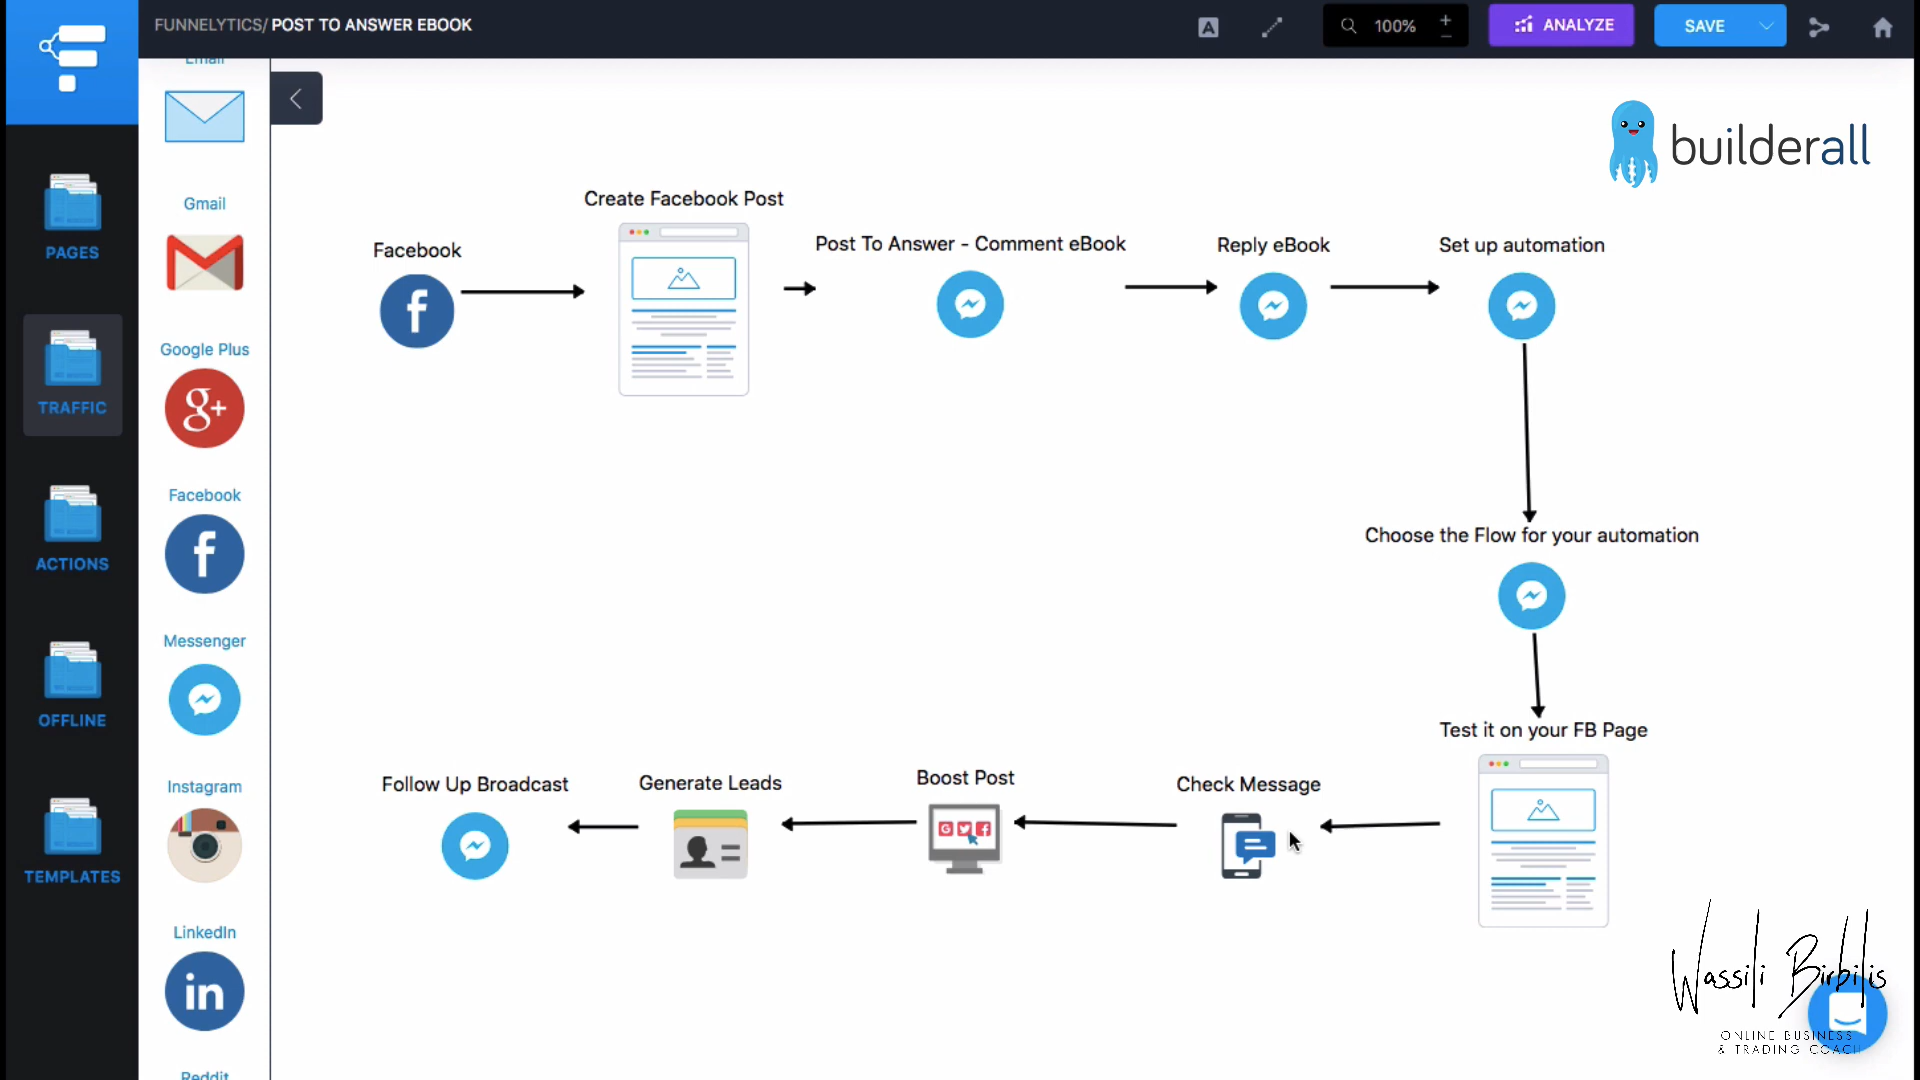 FUNNELYTICS/ POST TO ANSWER EBOOK
100%
ANALYZE
SAVE
Email
Gmail
Google Plus
g+
Facebook
Messenger
Instagram
LinkedIn
in
Reddit
PAGES
TRAFFIC
ACTIONS
OFFLINE
TEMPLATES
builderall
Facebook
Create Facebook Post
Post To Answer - Comment eBook
Reply eBook
Set up automation
Choose the Flow for your automation
Test it on your FB Page
Check Message
Boost Post
Generate Leads
Follow Up Broadcast
Wassili Birbilis
ONLINE BUSINESS
& TRADING COACH